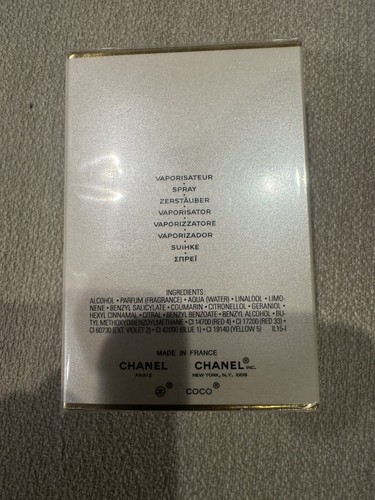 VAPORISATEUR
SPRAY
ZERSTÄUBER
VAPORISATOR
VAPORIZZATORE
VAPORIZADOR
SUIHKE
ΣΠΡΕΪ
INGREDIENTS:
ALCOHOL • PARFUM (FRAGRANCE) • AQUA (WATER) • LINALOOL • LIMO-
NENE • BENZYL SALICYLATE • COUMARIN • CITRONELLOL • GERANIOL •
HEXYL CINNAMAL • CITRAL • BENZYL BENZOATE • BENZYL ALCOHOL • BU-
TYL METHOXYDIBENZOYLMETHANE • CI 14700 (RED 4) • CI 17200 (RED 33) •
CI 60730 (EXT. VIOLET 2) • CI 42090 (BLUE 1) • CI 19140 (YELLOW 5) IL15-I
MADE IN FRANCE
CHANEL CHANEL® INC.
PARIS NEW YORK, N.Y. 10019
® COCO®